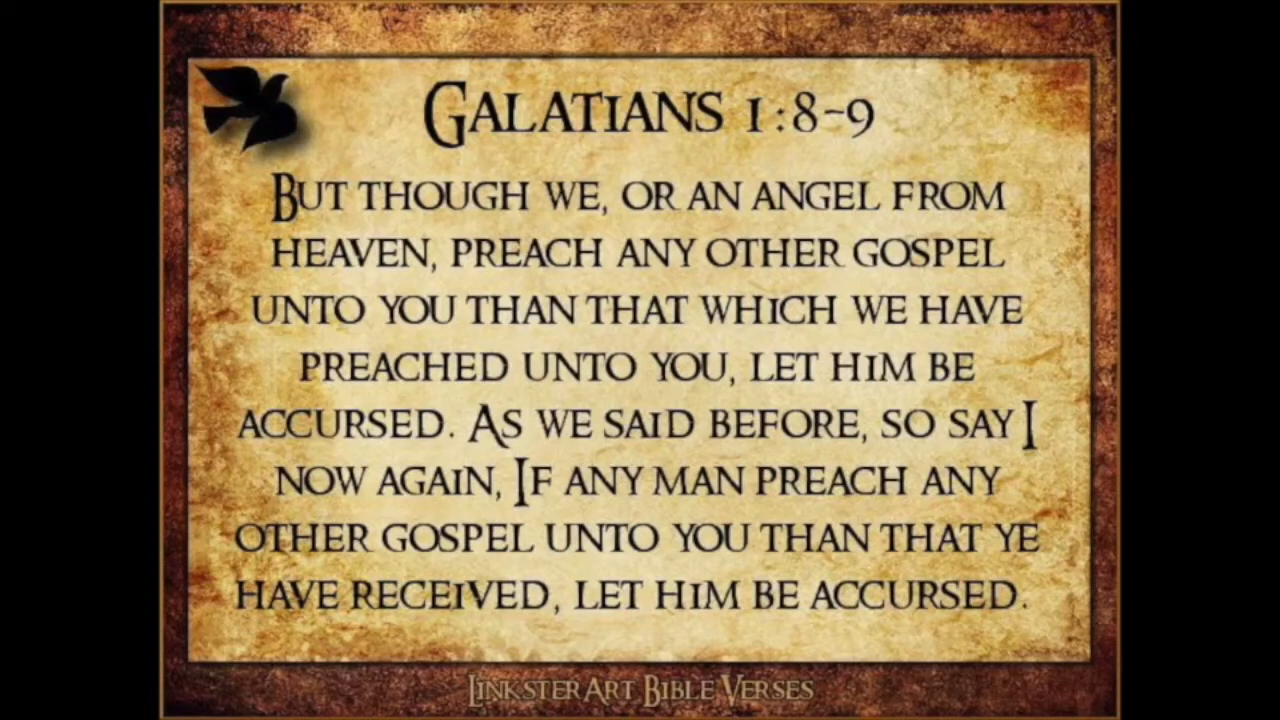 Galatians 1:8-9
But though we, or an angel from
heaven, preach any other gospel
unto you than that which we have
preached unto you, let him be
accursed. As we said before, so say I
now again, If any man preach any
other gospel unto you than that ye
have received, let him be accursed.
LinksterArt Bible Verses